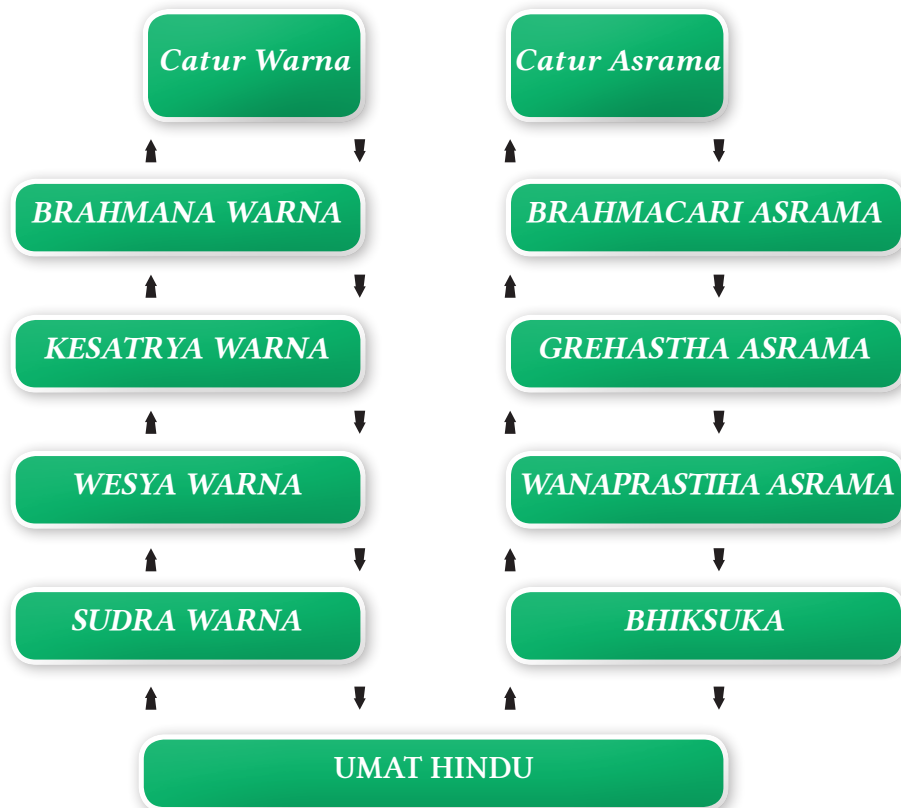 Catur Warna
Catur Asrama
BRAHMANA WARNA
BRAHMACARI ASRAMA
KESATRYA WARNA
GREHASTHA ASRAMA
WESYA WARNA
WANAPRASTIHA ASRAMA
SUDRA WARNA
BHIKSUKA
UMAT HINDU